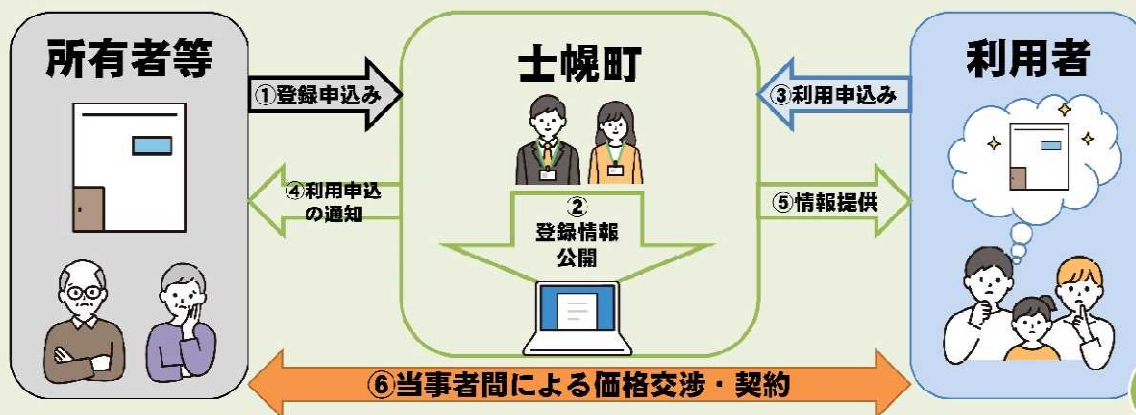 所有者等
士幌町
利用者
①登録申込み
③利用申込み
④利用申込
の通知
②
登録情報
公開
⑤情報提供
⑥当事者間による価格交渉・契約